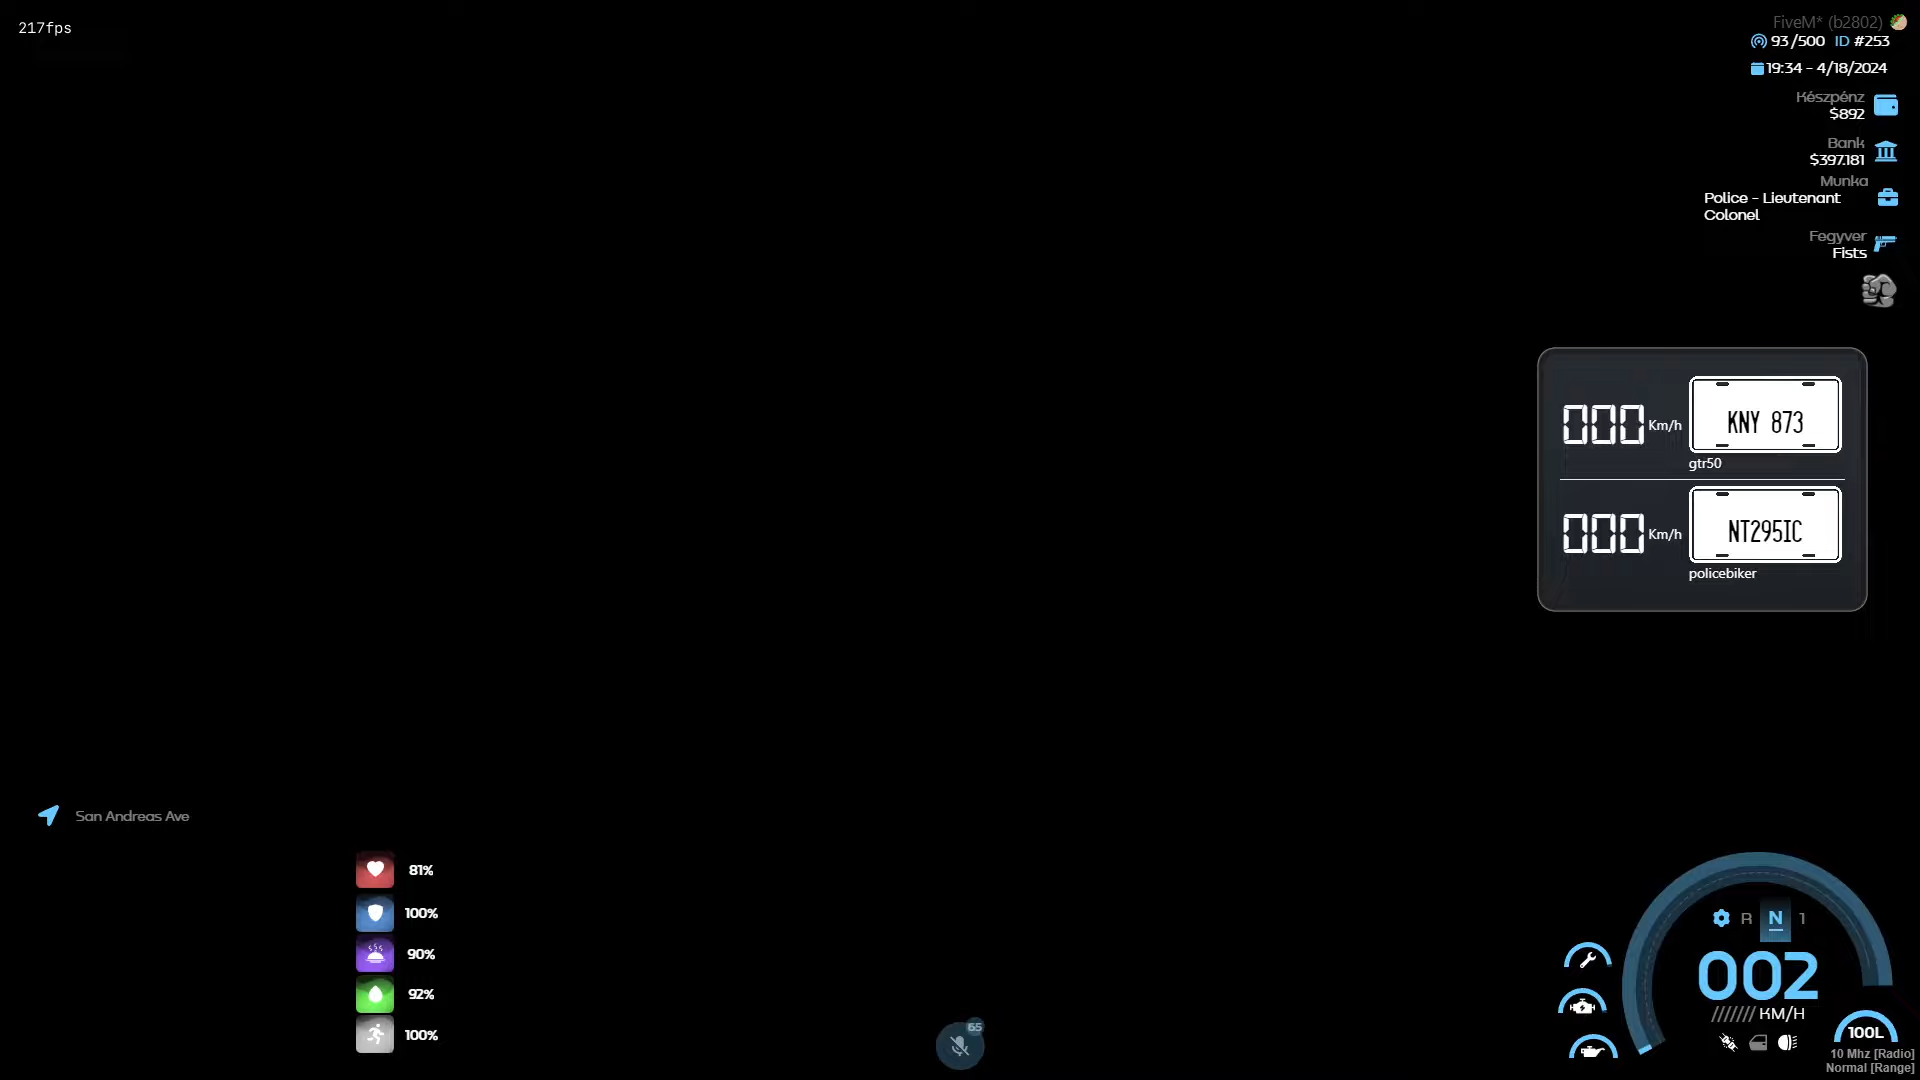 217fps
FiveM* (b2802)
93/500 ID #253
19:34 - 4/18/2024
Készpénz
$892
Bank
$397.181
Munka
Police - Lieutenant
Colonel
Fegyver
Fists
000 Km/h KNY 873
gtr50
000 Km/h NT295IC
policebiker
San Andreas Ave
81%
100%
90%
92%
100%
65
R N 1
002
/////// KM/H
100L
10 Mhz [Radio]
Normal [Range]